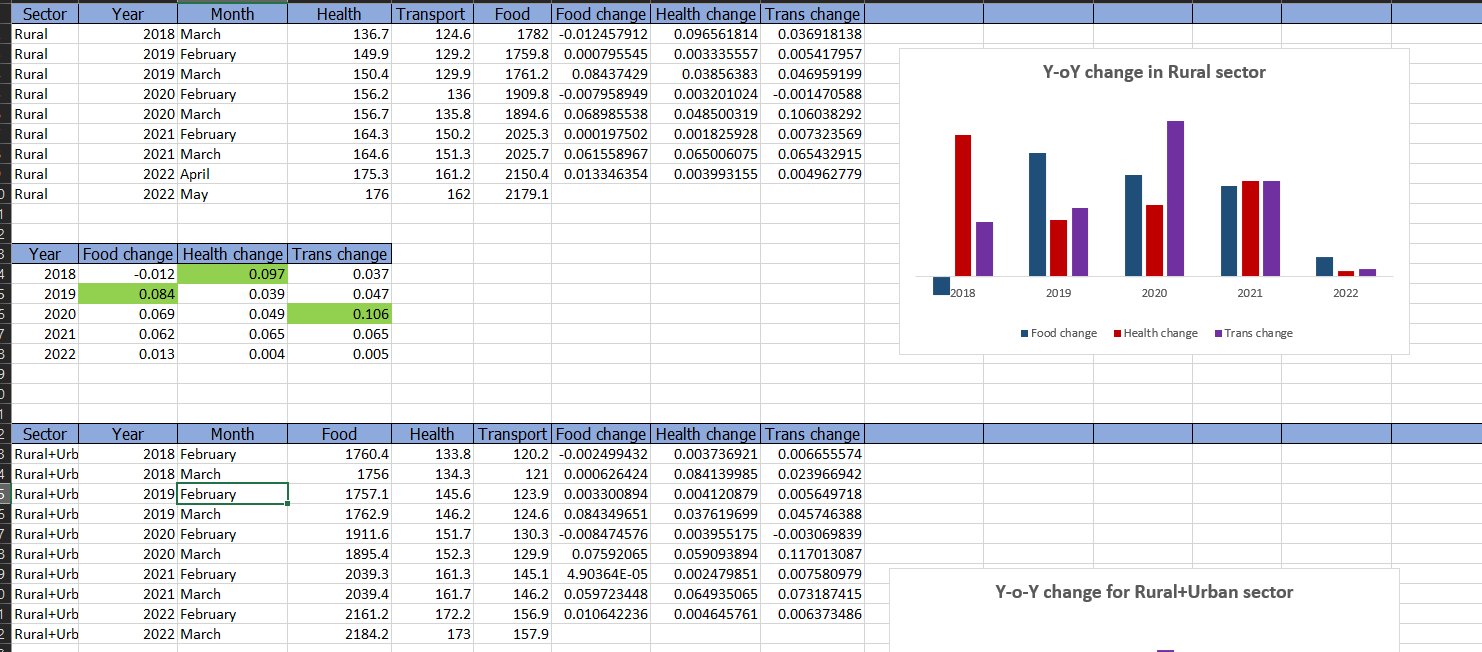 Sector Year Month Health Transport Food Food change Health change Trans change
Rural 2018 March 136.7 124.6 1782 -0.012457912 0.096561814 0.036918138
Rural 2019 February 149.9 129.2 1759.8 0.000795545 0.003335557 0.005417957
Rural 2019 March 150.4 129.9 1761.2 0.08437429 0.03856383 0.046959199
Rural 2020 February 156.2 136 1909.8 -0.007958949 0.003201024 -0.001470588
Rural 2020 March 156.7 135.8 1894.6 0.068985538 0.048500319 0.106038292
Rural 2021 February 164.3 150.2 2025.3 0.000197502 0.001825928 0.007323569
Rural 2021 March 164.6 151.3 2025.7 0.061558967 0.065006075 0.065432915
Rural 2022 April 175.3 161.2 2150.4 0.013346354 0.003993155 0.004962779
Rural 2022 May 176 162 2179.1
Y-oY change in Rural sector
2018 2019 2020 2021 2022
Food change Health change Trans change
Year Food change Health change Trans change
2018 -0.012 0.097 0.037
2019 0.084 0.039 0.047
2020 0.069 0.049 0.106
2021 0.062 0.065 0.065
2022 0.013 0.004 0.005
Sector Year Month Food Health Transport Food change Health change Trans change
Rural+Urb 2018 February 1760.4 133.8 120.2 -0.002499432 0.003736921 0.006655574
Rural+Urb 2018 March 1756 134.3 121 0.000626424 0.084139985 0.023966942
Rural+Urb 2019 February 1757.1 145.6 123.9 0.003300894 0.004120879 0.005649718
Rural+Urb 2019 March 1762.9 146.2 124.6 0.084349651 0.037619699 0.045746388
Rural+Urb 2020 February 1911.6 151.7 130.3 -0.008474576 0.003955175 -0.003069839
Rural+Urb 2020 March 1895.4 152.3 129.9 0.07592065 0.059093894 0.117013087
Rural+Urb 2021 February 2039.3 161.3 145.1 4.90364E-05 0.002479851 0.007580979
Rural+Urb 2021 March 2039.4 161.7 146.2 0.059723448 0.064935065 0.073187415
Rural+Urb 2022 February 2161.2 172.2 156.9 0.010642236 0.004645761 0.006373486
Rural+Urb 2022 March 2184.2 173 157.9
Y-o-Y change for Rural+Urban sector